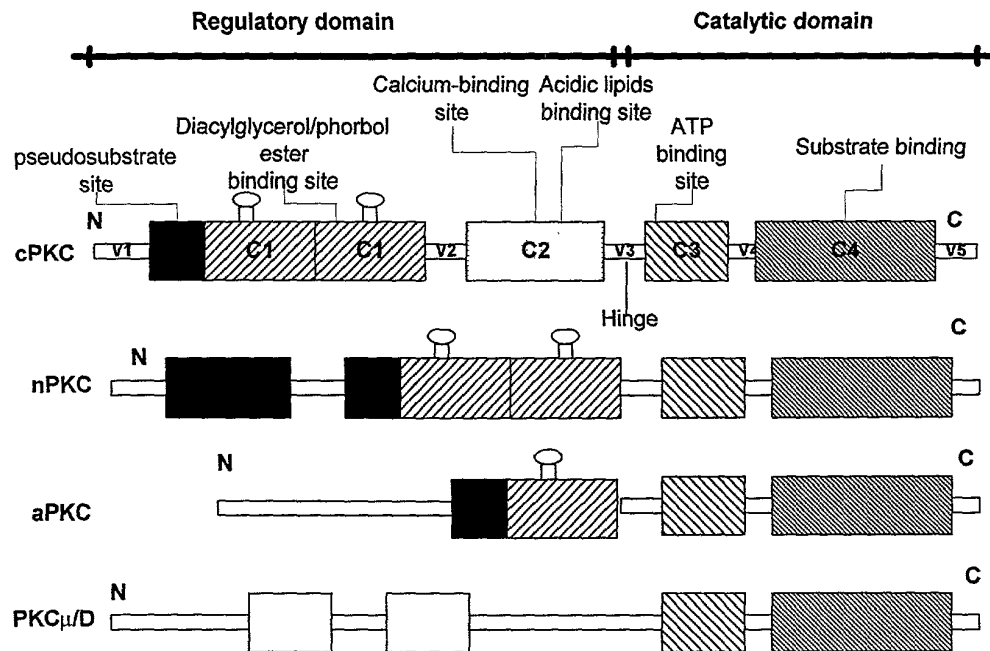 Regulatory domain
Catalytic domain
Calcium-binding
site
Acidic lipids
binding site
Diacylglycerol/phorbol
ester
binding site
ATP
binding
site
Substrate binding
pseudosubstrate
site
N
C
cPKC
V1
C1
C1
V2
C2
V3
C3
V4
C4
V5
Hinge
N
C
nPKC
N
C
aPKC
N
C
PKCμ/D